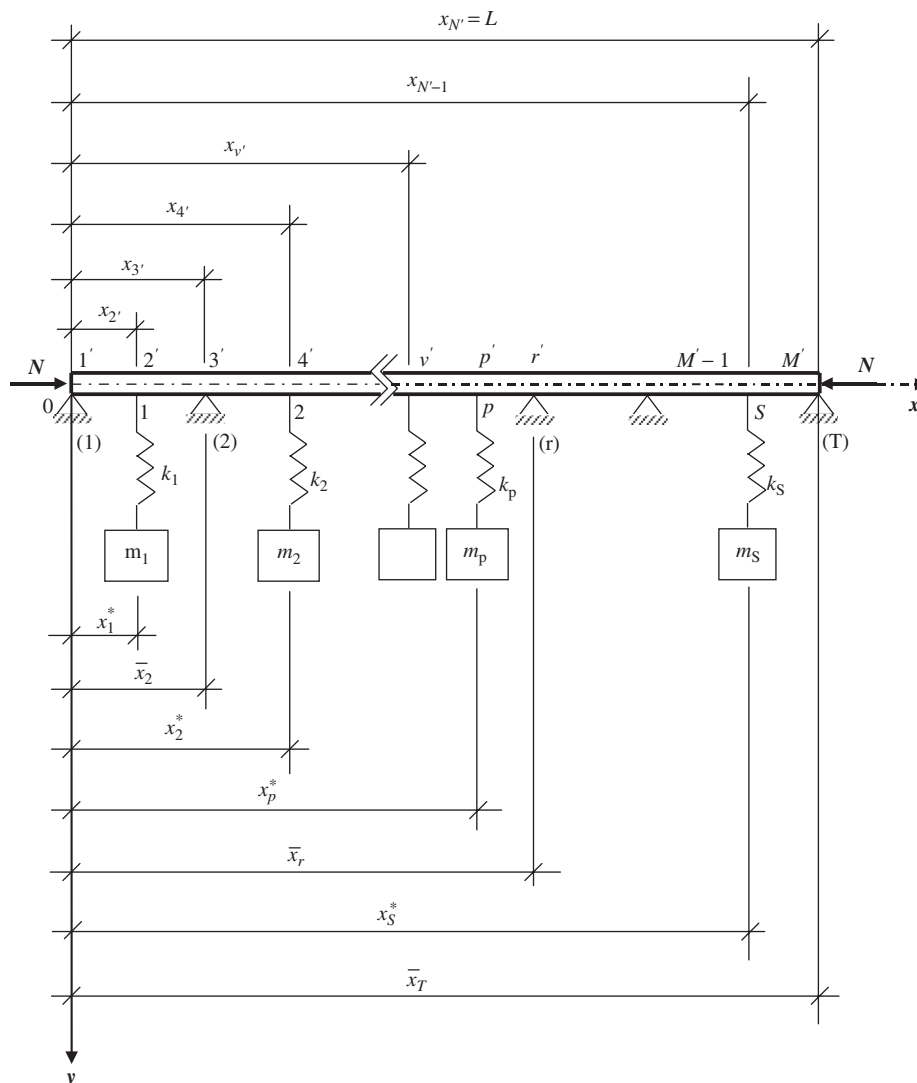 x_{N′} = L
x_{N′−1}
x_{v′}
x_{4′}
x_{3′}
x_{2′}
N 1′ 2′ 3′ 4′ v′ p′ r′ M′ − 1 M′ N
0 1 2 p S x
(1) (2) (r) (T)
k_1 k_2 k_p k_S
m_1 m_2 m_p m_S
x_1^*
x̄_2
x_2^*
x_p^*
x̄_r
x_S^*
x̄_T
y